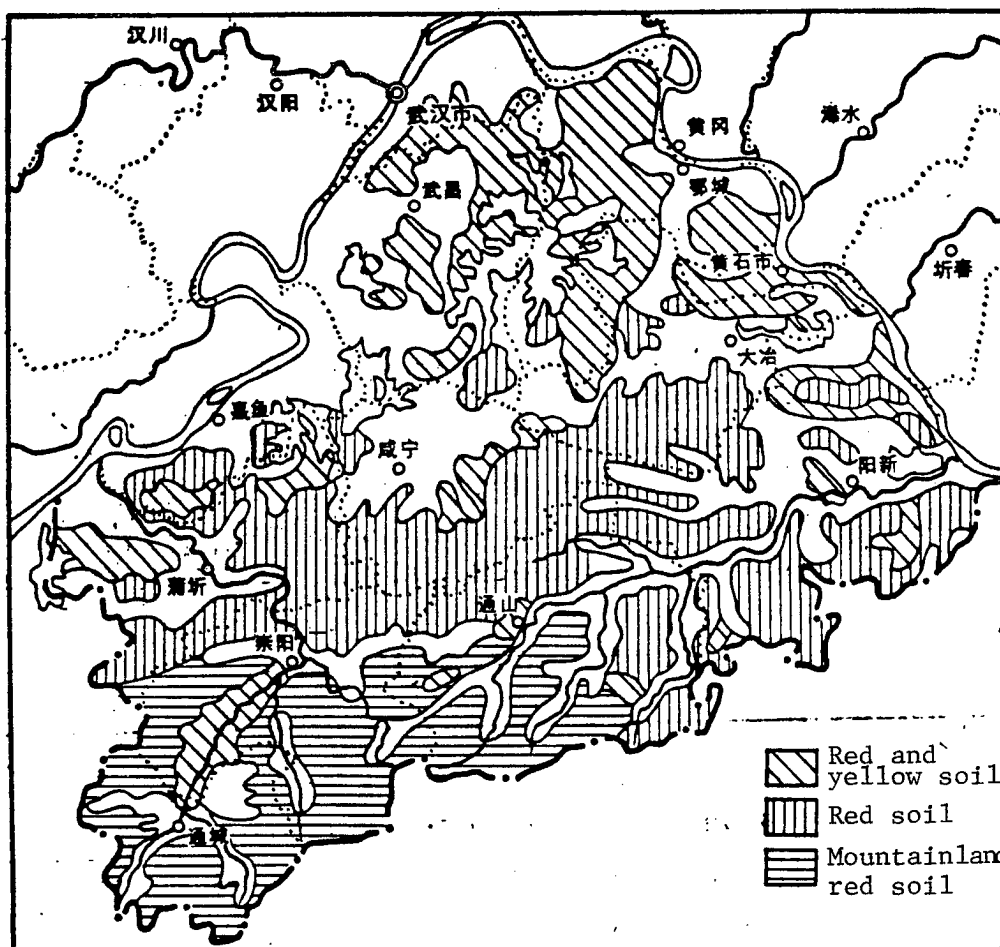 汉川
汉阳
武汉市
黄冈
浠水
武昌
鄂城
黄石市
圻春
大冶
嘉鱼
咸宁
阳新
蒲圻
通山
崇阳
通城
Red and
yellow soil
Red soil
Mountainlan
red soil